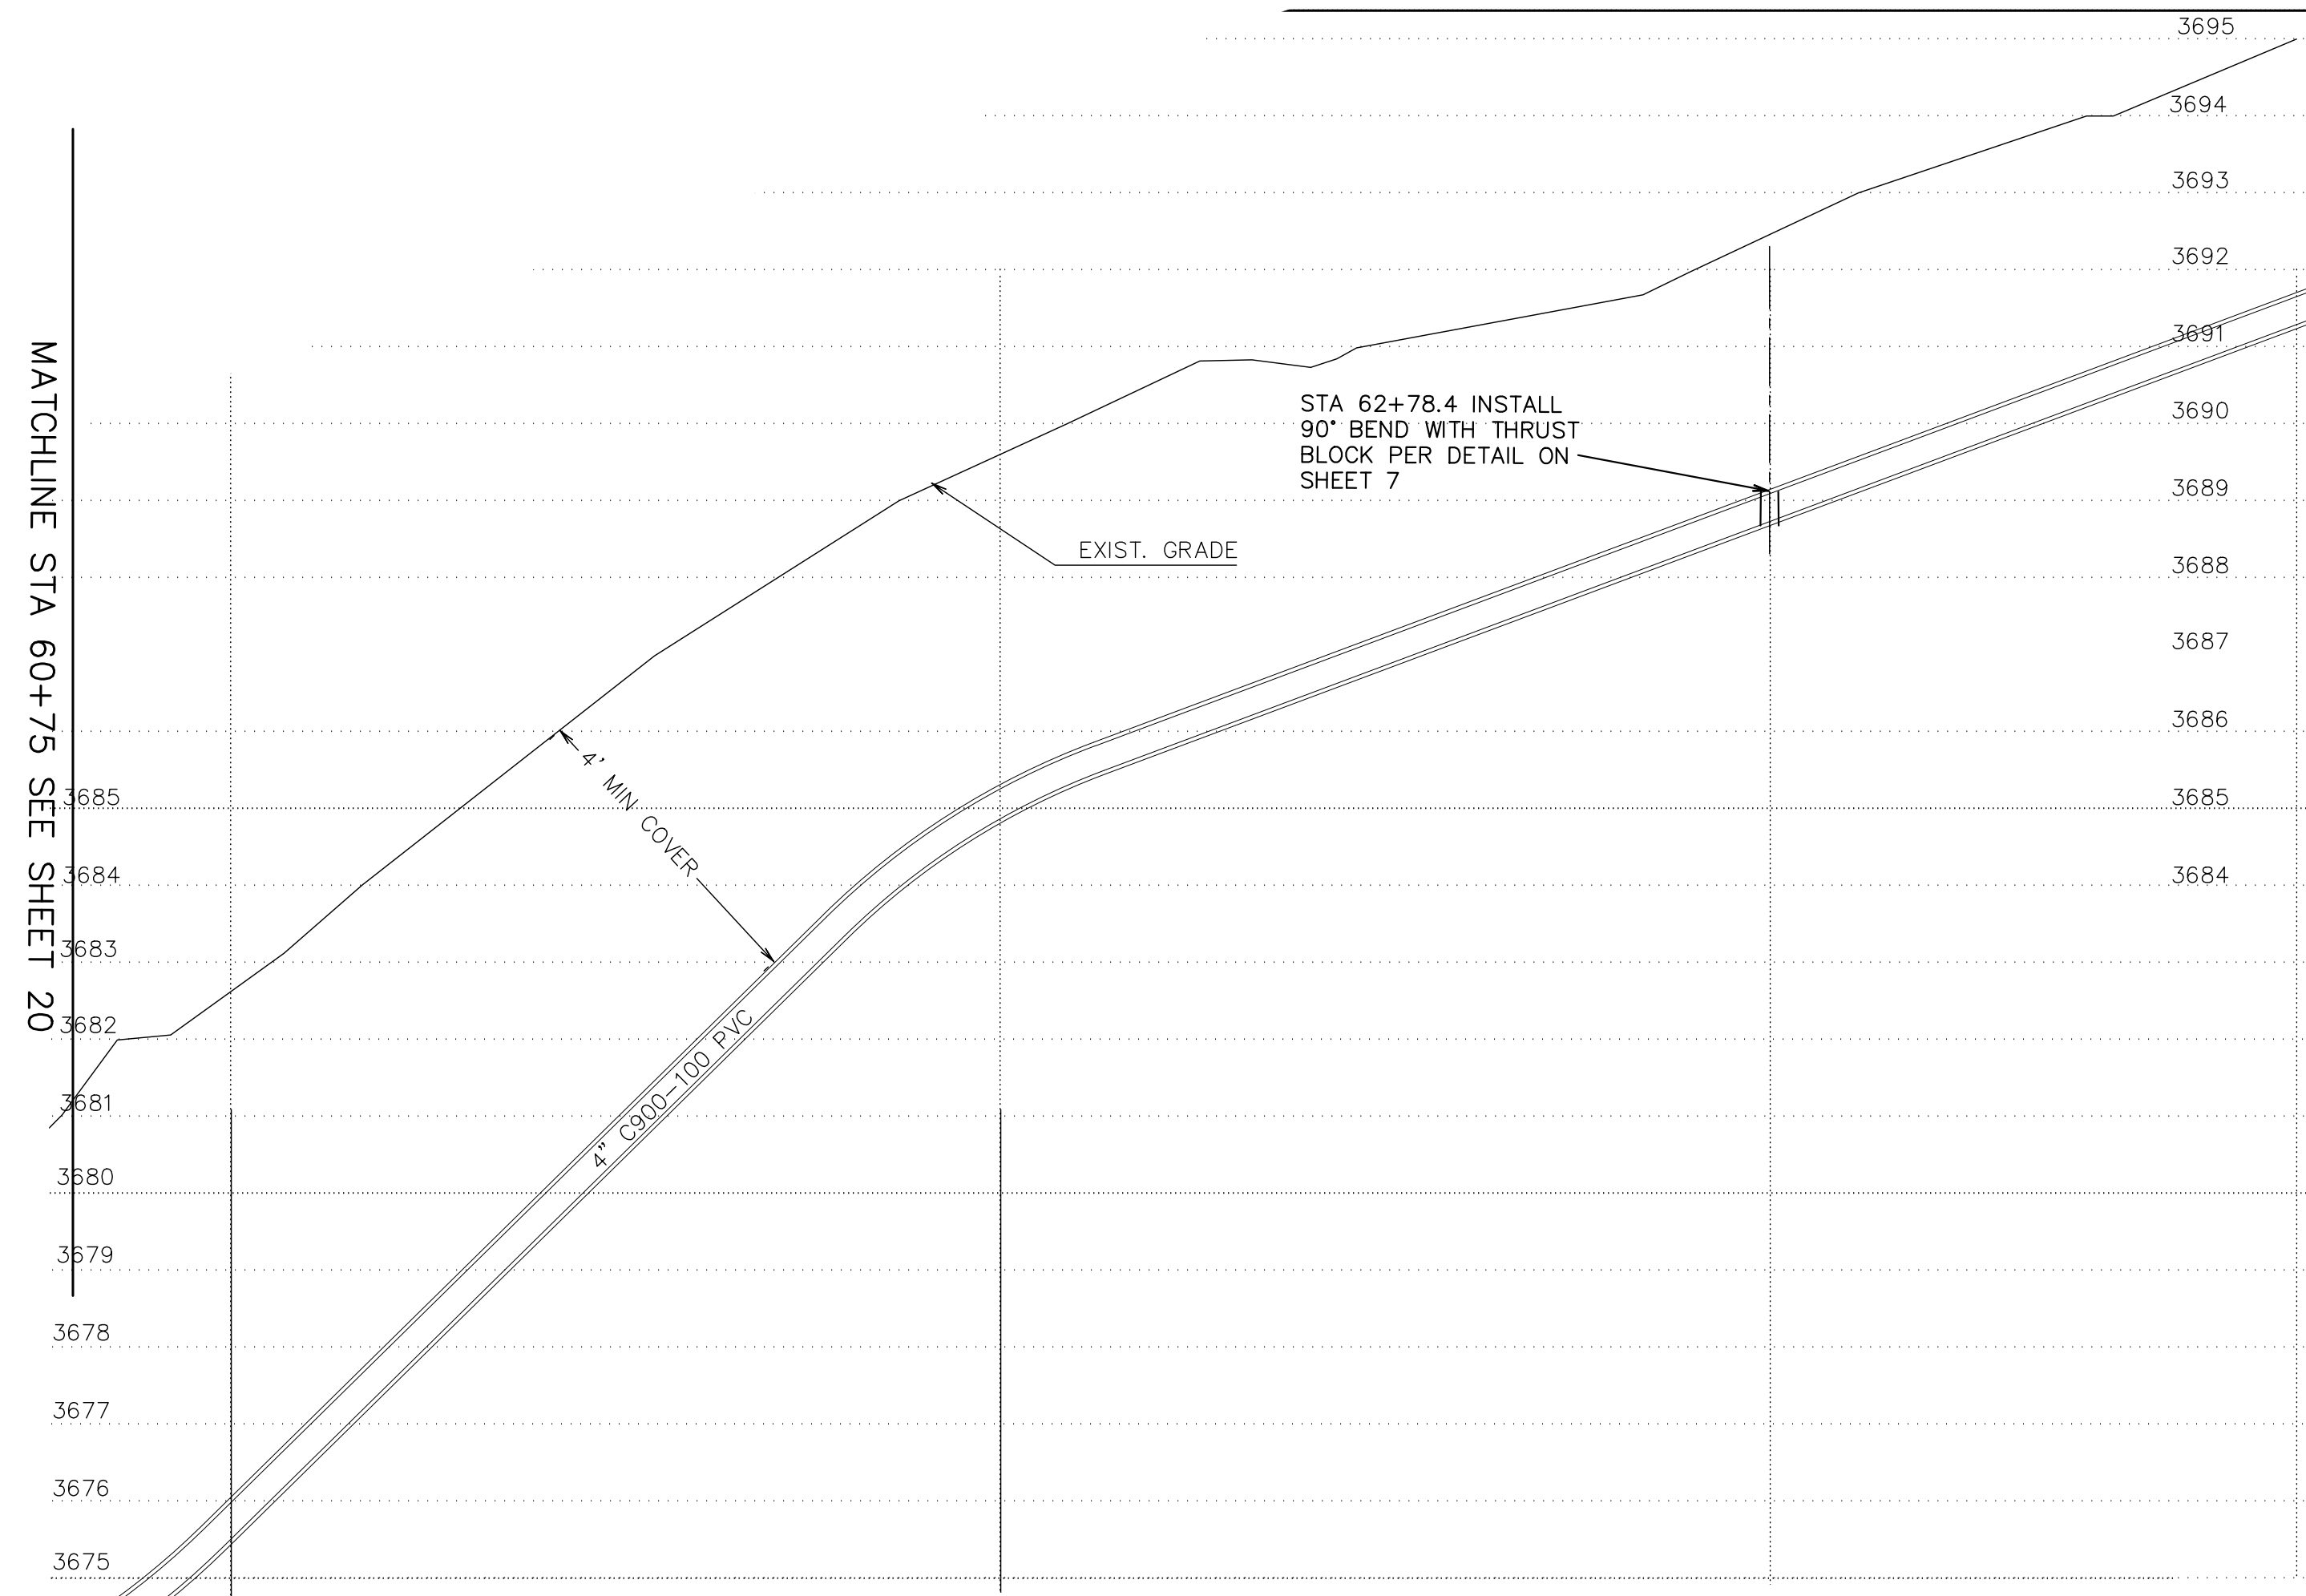 3695
3694
3693
3692
3691
3690
3689
3688
3687
3686
3685
3684
STA 62+78.4 INSTALL
90° BEND WITH THRUST
BLOCK PER DETAIL ON
SHEET 7
EXIST. GRADE
4' MIN COVER
4" C900-100 PVC
MATCHLINE STA 60+75 SEE SHEET 20
3685
3684
3683
3682
3681
3680
3679
3678
3677
3676
3675